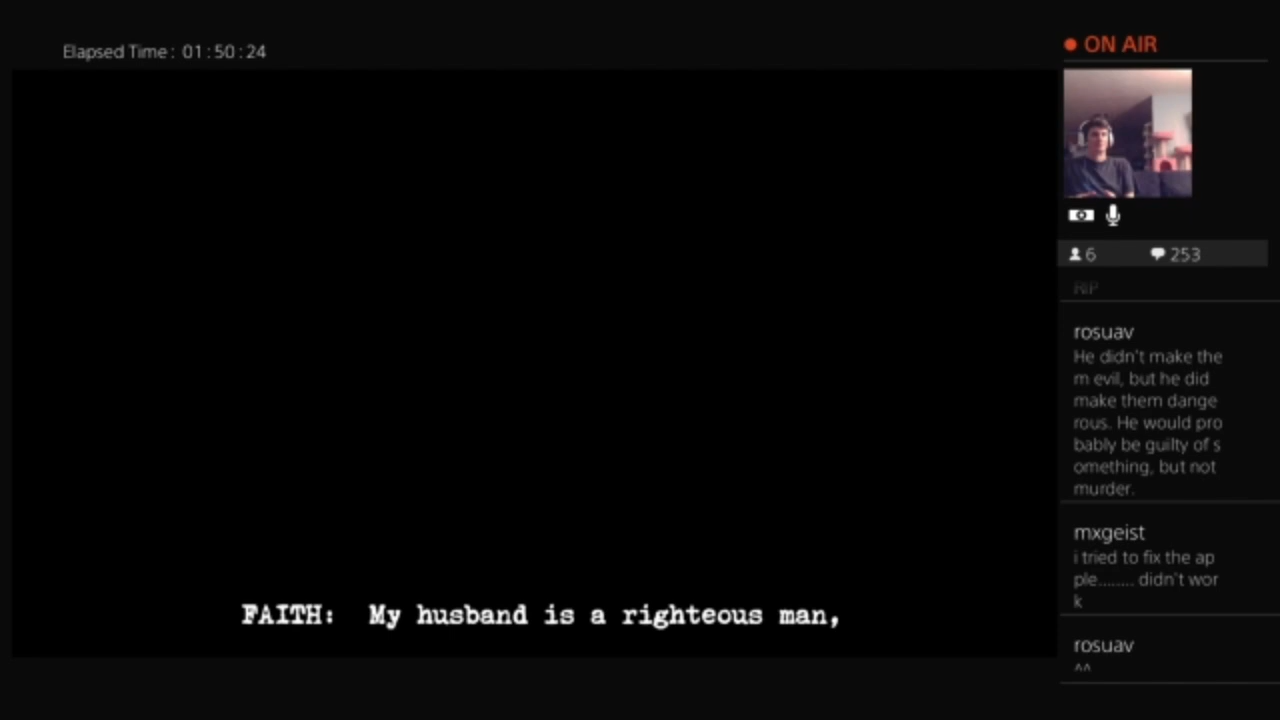 Elapsed Time: 01:50:24
ON AIR
6 253
RIP
rosuav
He didn't make the
m evil, but he did
make them dange
rous. He would pro
bably be guilty of s
omething, but not
murder.
mxgeist
i tried to fix the ap
ple........ didn't wor
k
rosuav
^^
FAITH: My husband is a righteous man,